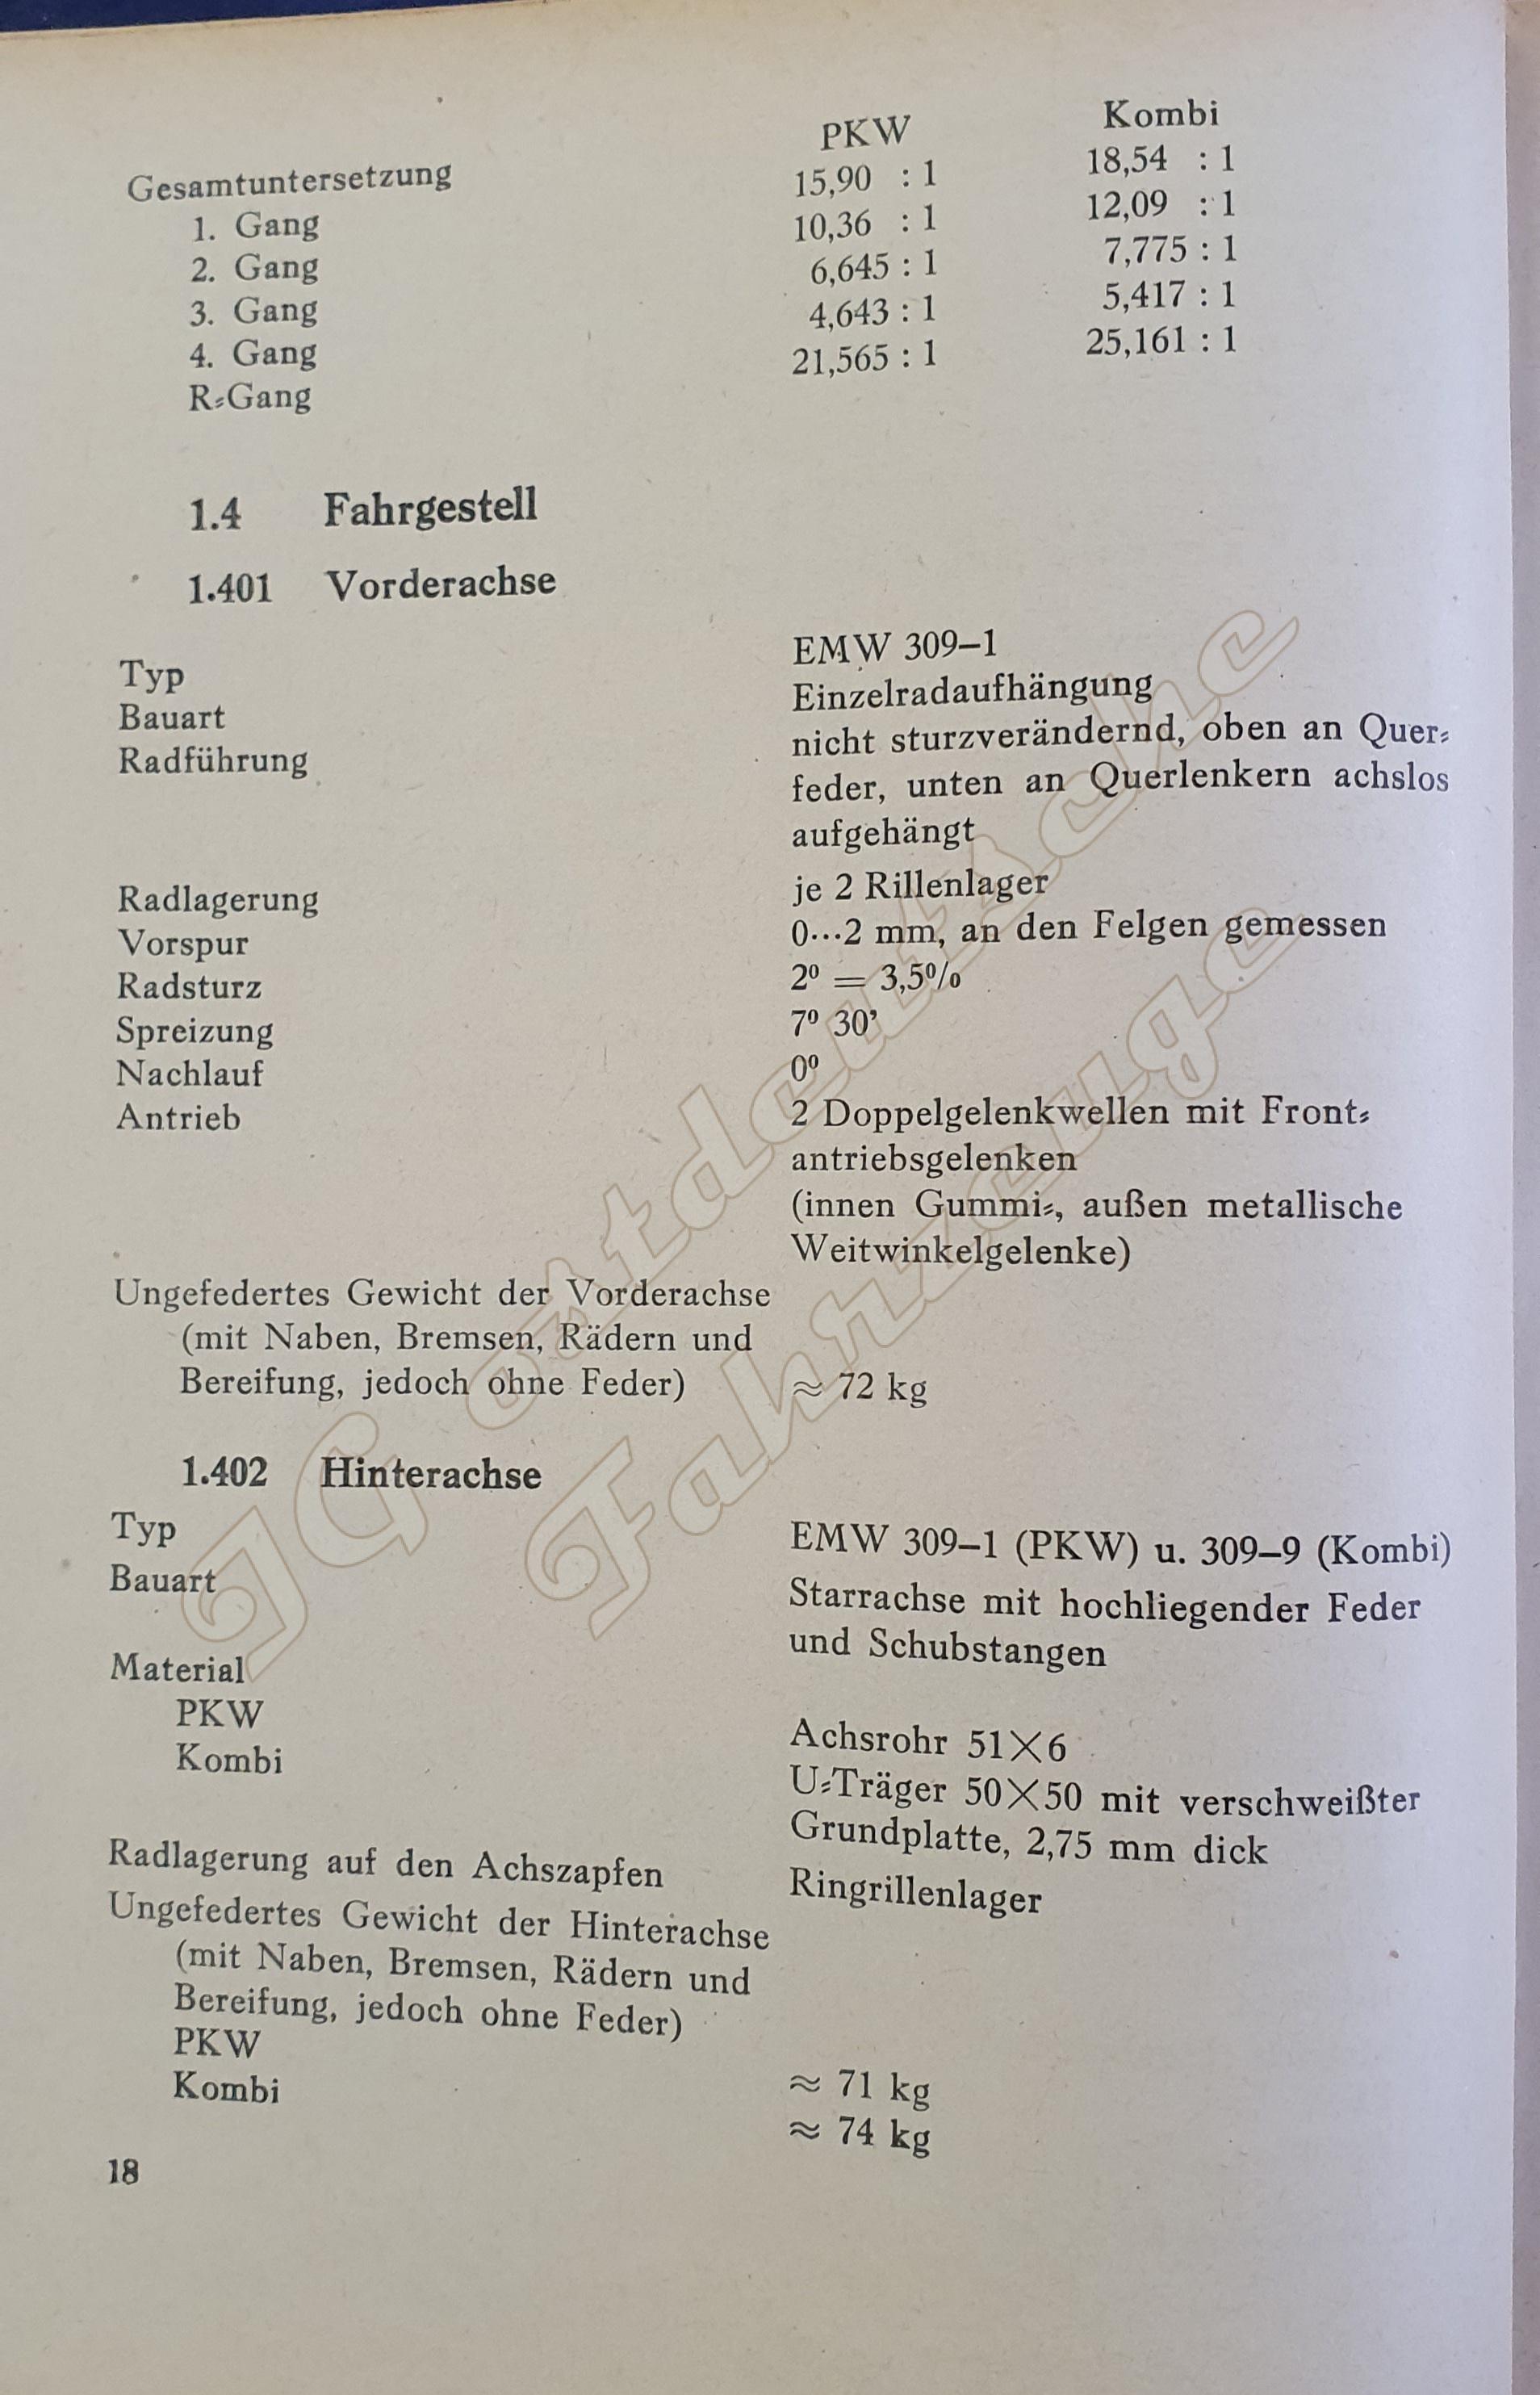 PKW Kombi
Gesamtuntersetzung
1. Gang 15,90 : 1 18,54 : 1
2. Gang 10,36 : 1 12,09 : 1
3. Gang 6,645 : 1 7,775 : 1
4. Gang 4,643 : 1 5,417 : 1
R-Gang 21,565 : 1 25,161 : 1
1.4 Fahrgestell
1.401 Vorderachse
Typ EMW 309–1
Bauart Einzelradaufhängung
Radführung nicht sturzverändernd, oben an Quer-
feder, unten an Querlenkern achslos
aufgehängt
Radlagerung je 2 Rillenlager
Vorspur 0...2 mm, an den Felgen gemessen
Radsturz 2⁰ = 3,5%
Spreizung 7⁰ 30’
Nachlauf 0⁰
Antrieb 2 Doppelgelenkwellen mit Front-
antriebsgelenken
(innen Gummi-, außen metallische
Weitwinkelgelenke)
Ungefedertes Gewicht der Vorderachse
(mit Naben, Bremsen, Rädern und
Bereifung, jedoch ohne Feder) ≈ 72 kg
1.402 Hinterachse
Typ EMW 309–1 (PKW) u. 309–9 (Kombi)
Bauart Starrachse mit hochliegender Feder
und Schubstangen
Material
PKW Achsrohr 51×6
Kombi U-Träger 50×50 mit verschweißter
Grundplatte, 2,75 mm dick
Radlagerung auf den Achszapfen Ringrillenlager
Ungefedertes Gewicht der Hinterachse
(mit Naben, Bremsen, Rädern und
Bereifung, jedoch ohne Feder)
PKW ≈ 71 kg
Kombi ≈ 74 kg
18
IG ostdeutsche
Fahrzeuge